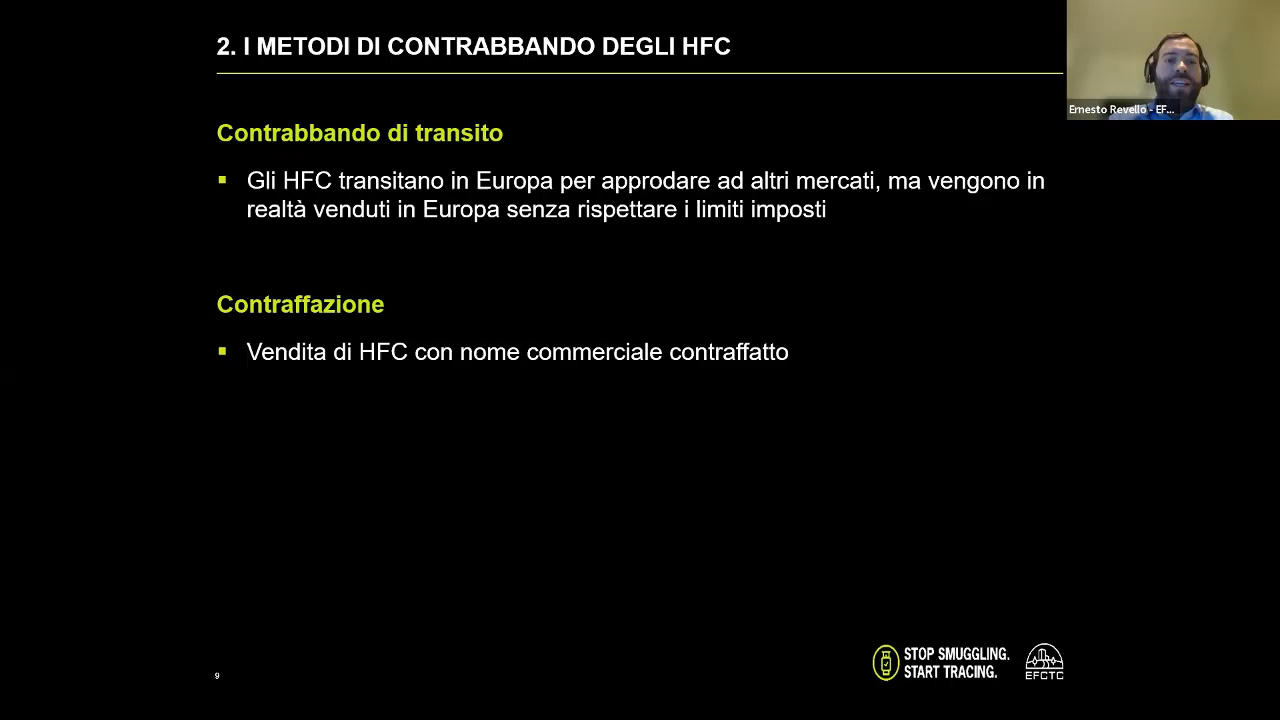 2. I METODI DI CONTRABBANDO DEGLI HFC
Ernesto Revello - EF...
Contrabbando di transito
Gli HFC transitano in Europa per approdare ad altri mercati, ma vengono in
realtà venduti in Europa senza rispettare i limiti imposti
Contraffazione
Vendita di HFC con nome commerciale contraffatto
STOP SMUGGLING.
START TRACING.
EFCTC
9